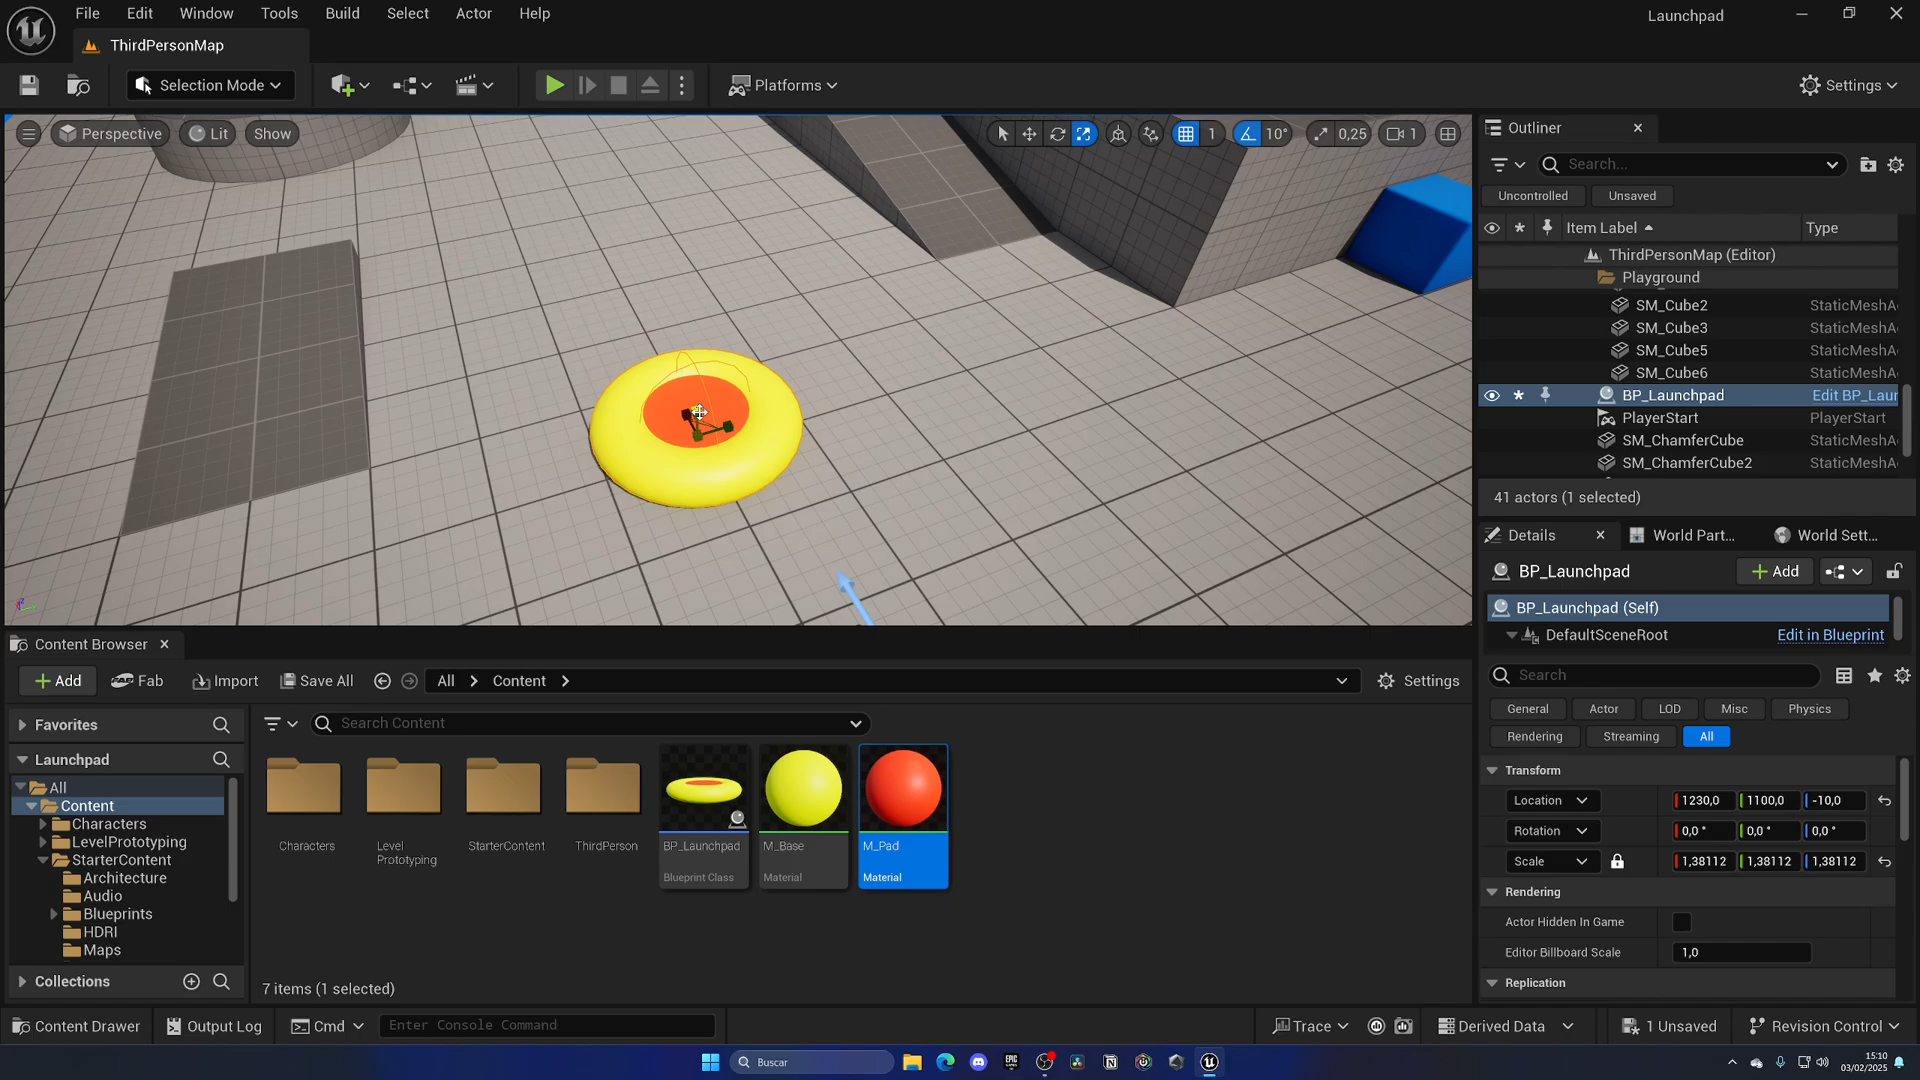 File Edit Window Tools Build Select Actor Help
Launchpad
ThirdPersonMap
Selection Mode
Platforms
Settings
Perspective
Lit
Show
1
10°
0,25
1
Outliner
Search...
Uncontrolled
Unsaved
Item Label
Type
ThirdPersonMap (Editor)
Playground
SM_Cube2 StaticMeshA
SM_Cube3 StaticMeshA
SM_Cube5 StaticMeshA
SM_Cube6 StaticMeshA
BP_Launchpad Edit BP_Laun
PlayerStart PlayerStart
SM_ChamferCube StaticMeshA
SM_ChamferCube2 StaticMeshA
41 actors (1 selected)
Details
World Part...
World Sett...
BP_Launchpad
Add
BP_Launchpad (Self)
DefaultSceneRoot Edit in Blueprint
Search
General Actor LOD Misc Physics
Rendering Streaming All
Transform
Location 1230,0 1100,0 -10,0
Rotation 0,0 ° 0,0 ° 0,0 °
Scale 1,38112 1,38112 1,38112
Rendering
Actor Hidden In Game
Editor Billboard Scale 1,0
Replication
Content Browser
Add Fab Import Save All All Content Settings
Favorites
Launchpad
All
Content
Characters
LevelPrototyping
StarterContent
Architecture
Audio
Blueprints
HDRI
Maps
Collections
Search Content
Characters
Level
Prototyping
StarterContent
ThirdPerson
BP_Launchpad
Blueprint Class
M_Base
Material
M_Pad
Material
7 items (1 selected)
Content Drawer Output Log Cmd Enter Console Command Trace Derived Data 1 Unsaved Revision Control
Buscar
EPIC
15:10
03/02/2025